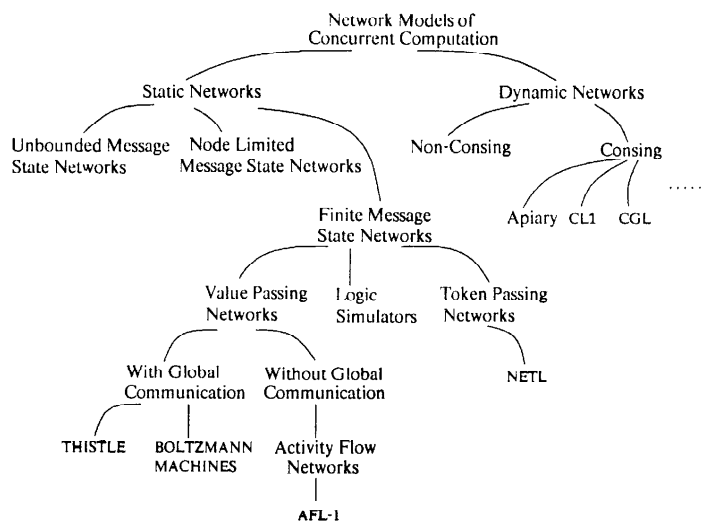 Network Models of
Concurrent Computation
Static Networks
Dynamic Networks
Unbounded Message
State Networks
Node Limited
Message State Networks
Non-Consing
Consing
.....
Apiary
CL1
CGL
Finite Message
State Networks
Value Passing
Networks
Logic
Simulators
Token Passing
Networks
With Global
Communication
Without Global
Communication
NETL
THISTLE
BOLTZMANN
MACHINES
Activity Flow
Networks
AFL-1